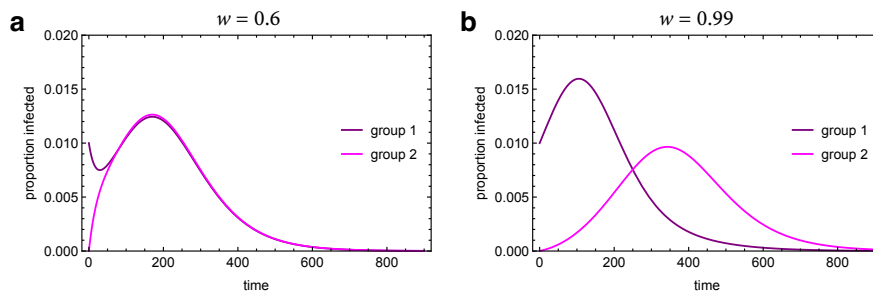 a
w = 0.6
0.020
0.015
0.010
0.005
0.000
proportion infected
group 1
group 2
0
200
400
600
800
time
b
w = 0.99
0.020
0.015
0.010
0.005
0.000
proportion infected
group 1
group 2
0
200
400
600
800
time